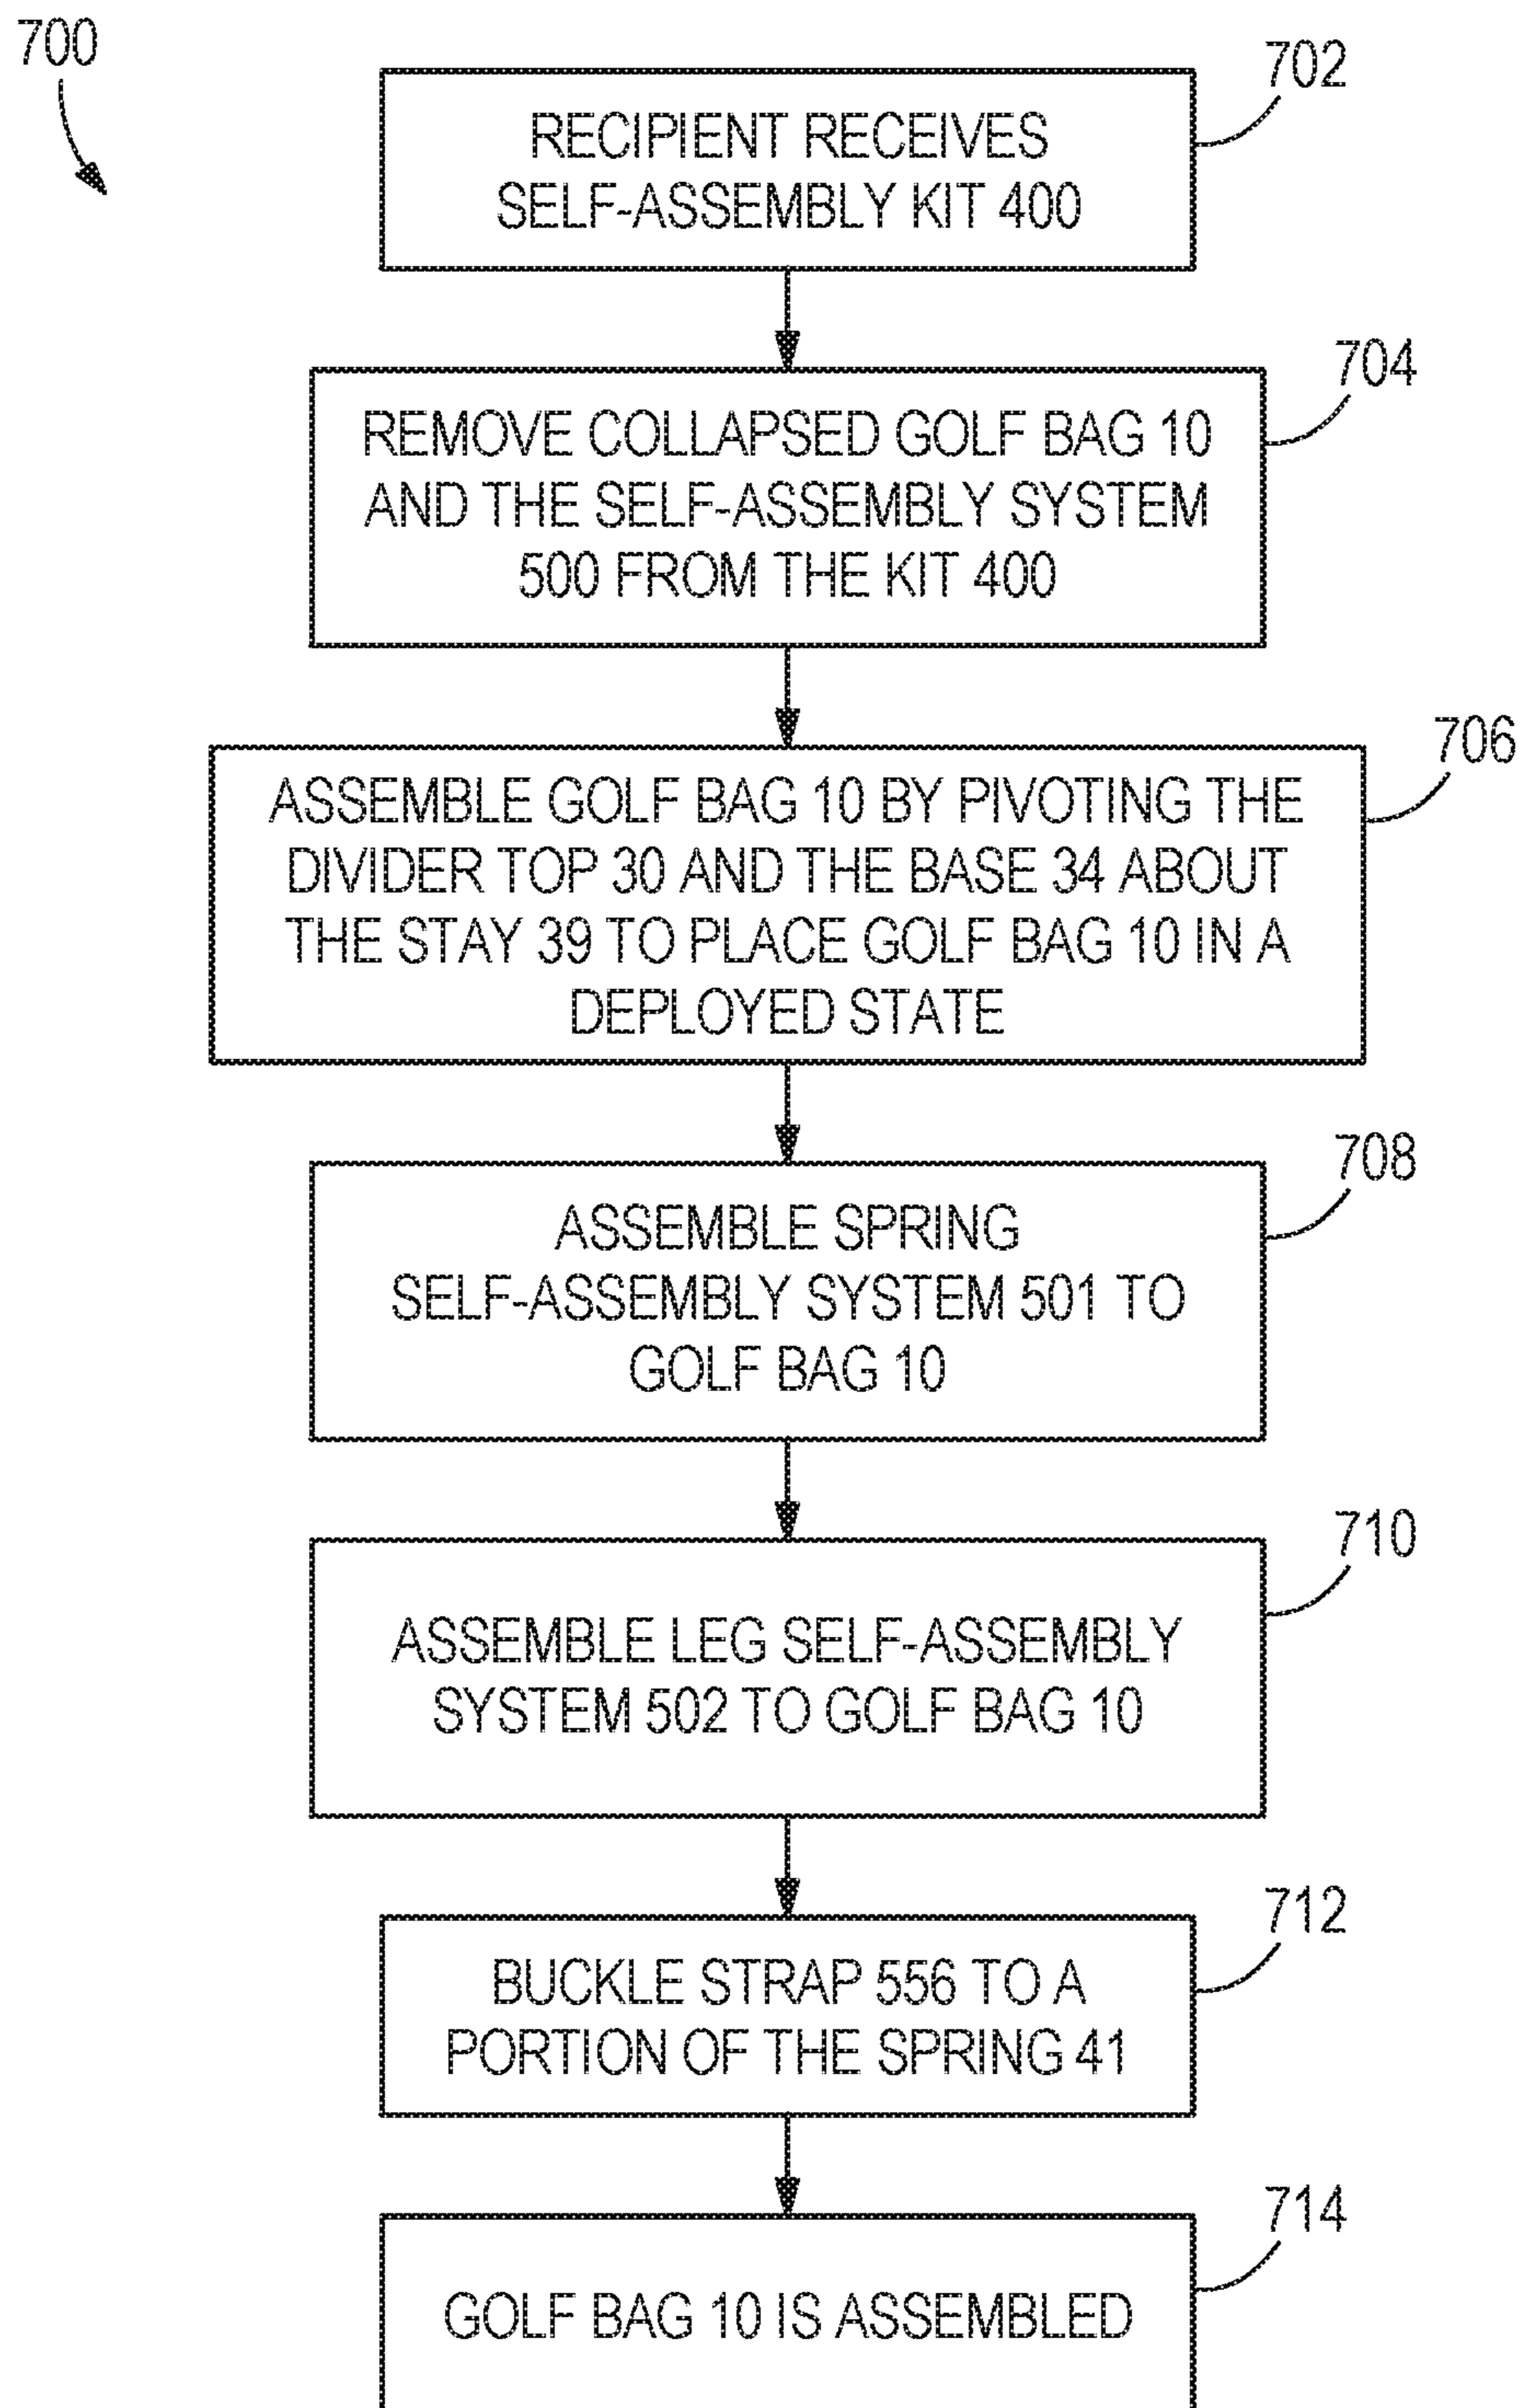 700
702
RECIPIENT RECEIVES
SELF-ASSEMBLY KIT 400
704
REMOVE COLLAPSED GOLF BAG 10
AND THE SELF-ASSEMBLY SYSTEM
500 FROM THE KIT 400
706
ASSEMBLE GOLF BAG 10 BY PIVOTING THE
DIVIDER TOP 30 AND THE BASE 34 ABOUT
THE STAY 39 TO PLACE GOLF BAG 10 IN A
DEPLOYED STATE
708
ASSEMBLE SPRING
SELF-ASSEMBLY SYSTEM 501 TO
GOLF BAG 10
710
ASSEMBLE LEG SELF-ASSEMBLY
SYSTEM 502 TO GOLF BAG 10
712
BUCKLE STRAP 556 TO A
PORTION OF THE SPRING 41
714
GOLF BAG 10 IS ASSEMBLED